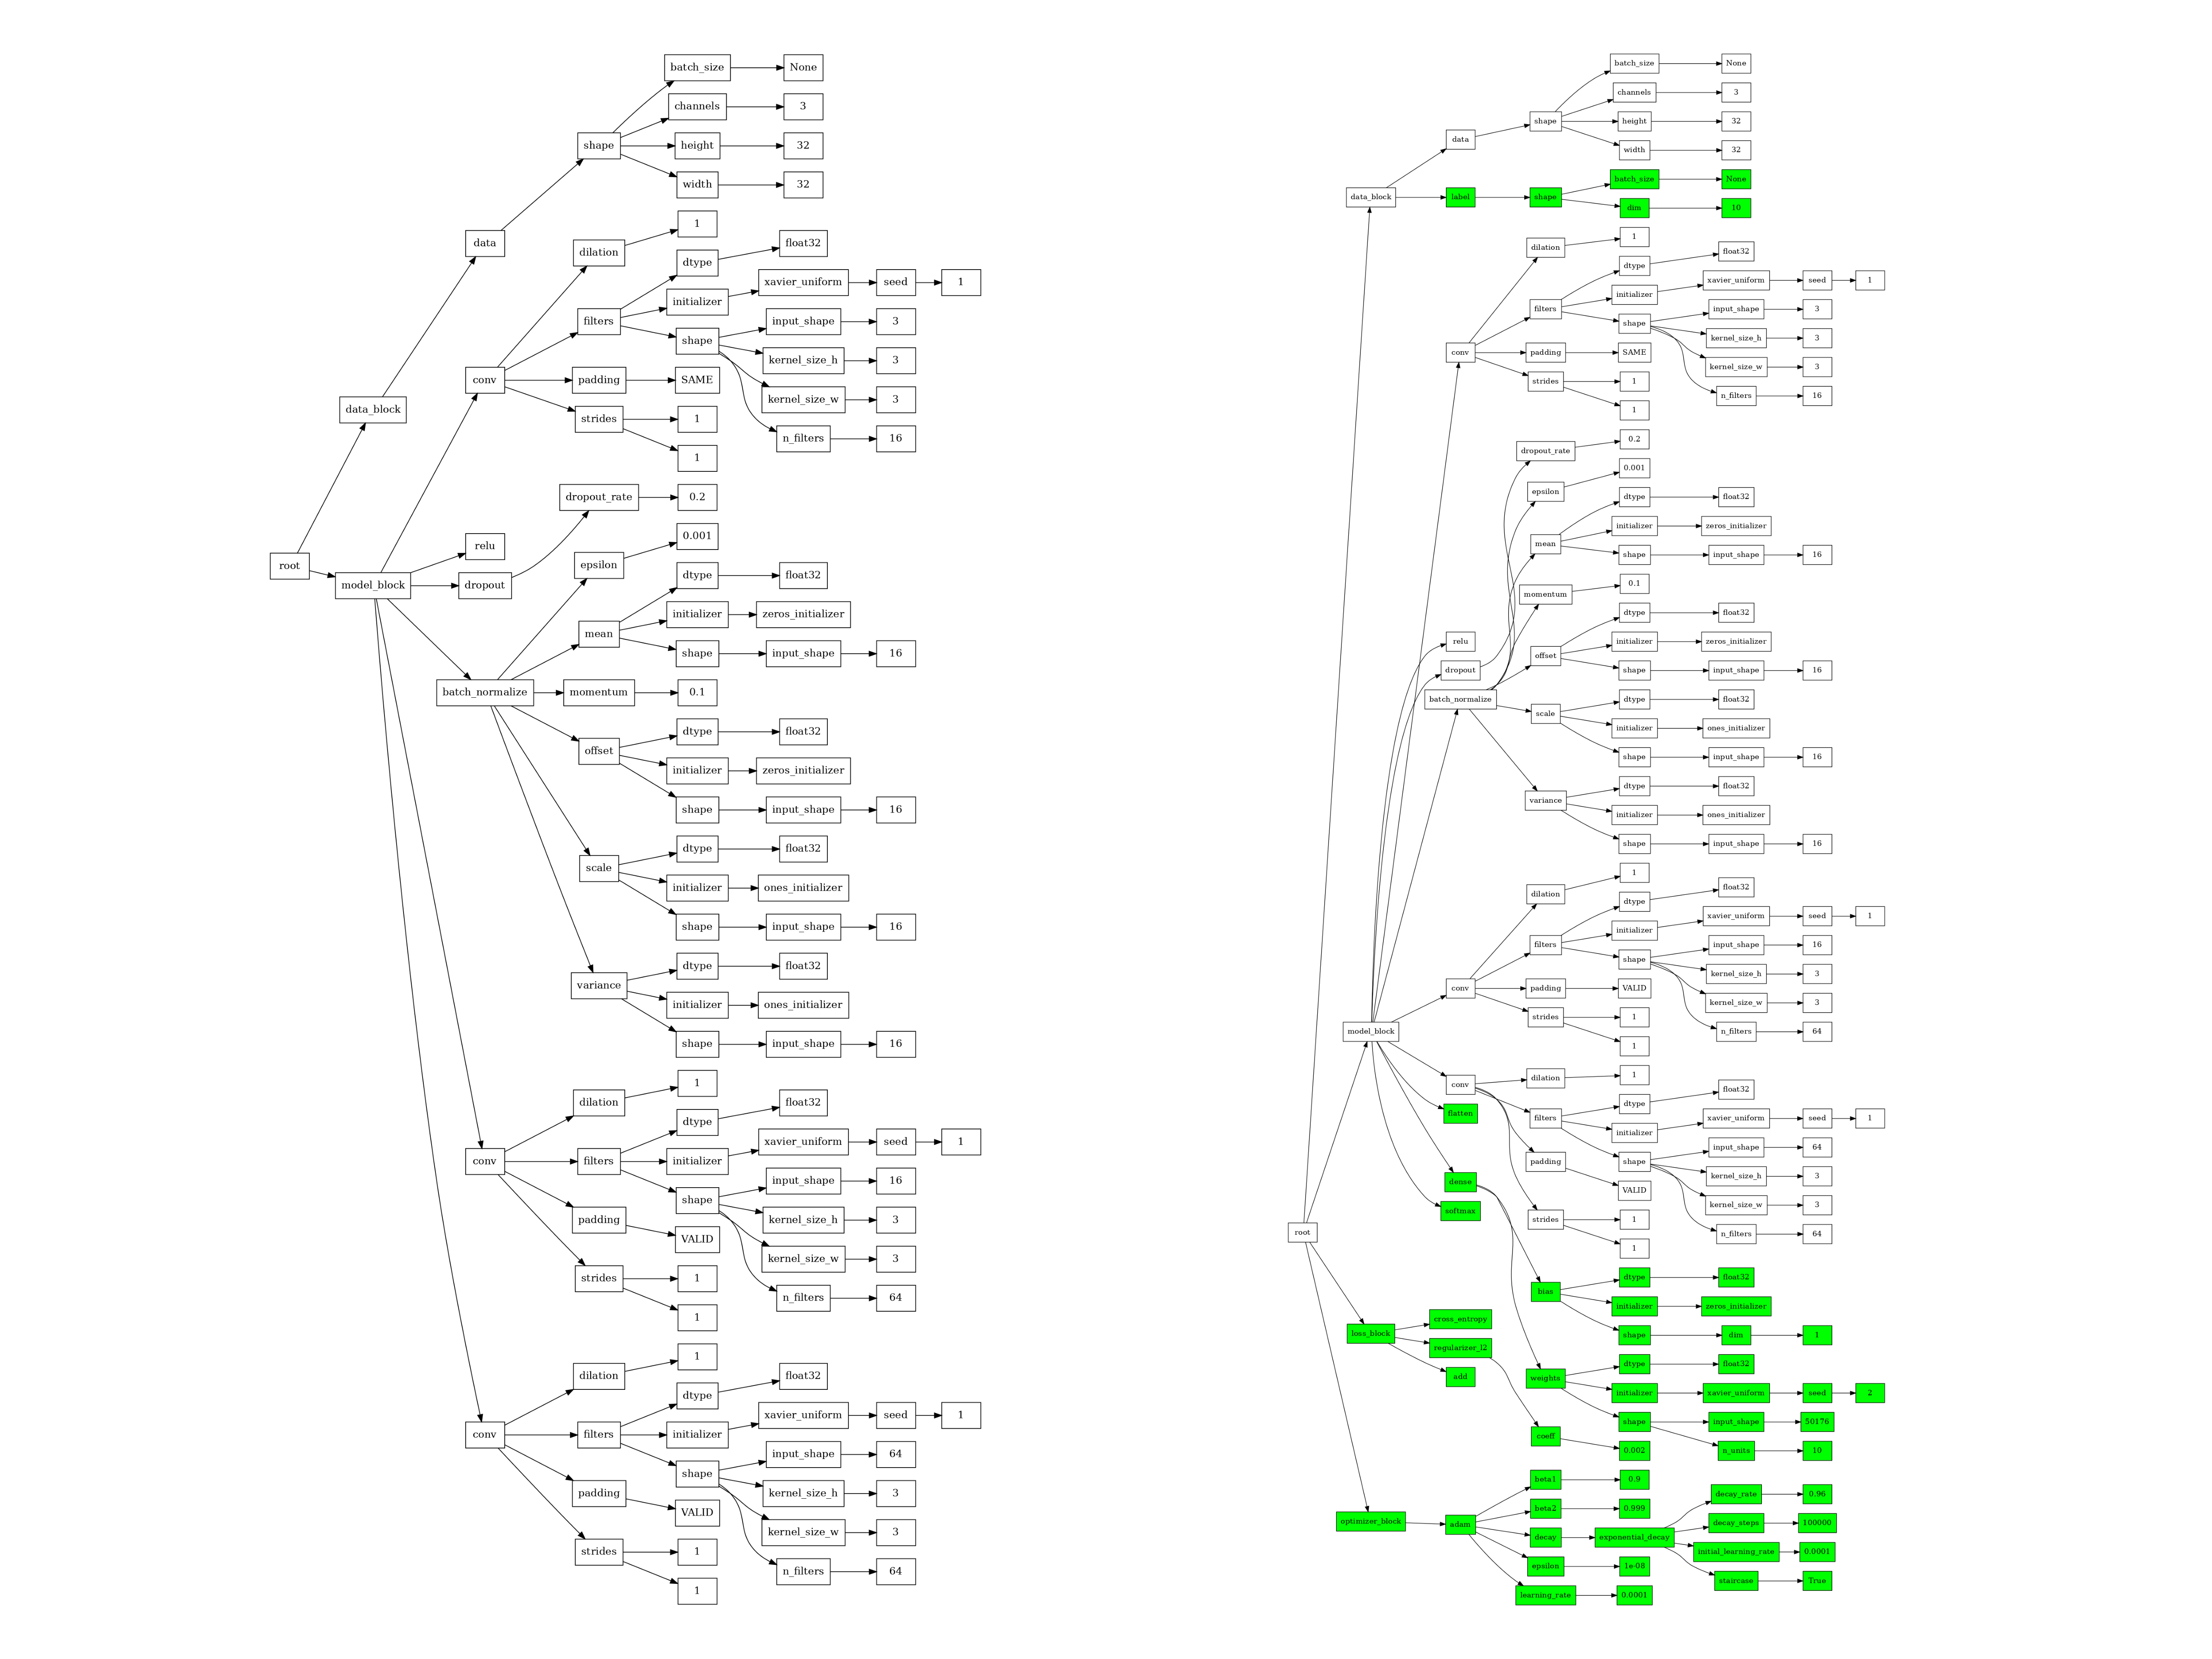 batch_size None
channels 3
shape height 32
width 32
data
dilation 1
dtype float32
initializer xavier_uniform seed 1
filters
shape input_shape 3
kernel_size_h 3
conv padding SAME
kernel_size_w 3
data_block
strides 1
n_filters 16
1
dropout_rate 0.2
epsilon 0.001
relu
root
model_block dropout
dtype float32
mean initializer zeros_initializer
shape input_shape 16
batch_normalize momentum 0.1
dtype float32
offset initializer zeros_initializer
shape input_shape 16
dtype float32
scale initializer ones_initializer
shape input_shape 16
dtype float32
variance initializer ones_initializer
shape input_shape 16
dilation 1
dtype float32
xavier_uniform seed 1
conv filters initializer
shape input_shape 16
kernel_size_h 3
padding VALID
kernel_size_w 3
strides 1
n_filters 64
1
dilation 1
dtype float32
xavier_uniform seed 1
conv filters initializer
shape input_shape 64
kernel_size_h 3
padding VALID
kernel_size_w 3
strides 1
n_filters 64
1
batch_size None
channels 3
shape height 32
data
width 32
batch_size None
data_block label shape
dim 10
dilation 1
dtype float32
initializer xavier_uniform seed 1
filters input_shape 3
shape
kernel_size_h 3
conv padding SAME
kernel_size_w 3
strides 1
n_filters 16
1
dropout_rate 0.2
epsilon 0.001
dtype float32
initializer zeros_initializer
mean
shape input_shape 16
momentum 0.1
dtype float32
relu initializer zeros_initializer
offset
dropout shape input_shape 16
batch_normalize dtype float32
scale
initializer ones_initializer
shape input_shape 16
dtype float32
variance
initializer ones_initializer
shape input_shape 16
dilation 1
dtype float32
initializer xavier_uniform seed 1
filters input_shape 16
shape
kernel_size_h 3
conv padding VALID
kernel_size_w 3
strides 1
model_block
n_filters 64
1
conv dilation 1
dtype float32
flatten filters xavier_uniform seed 1
initializer
input_shape 64
padding shape
kernel_size_h 3
dense VALID
kernel_size_w 3
softmax strides 1
root n_filters 64
1
dtype float32
bias
initializer zeros_initializer
cross_entropy
loss_block shape dim 1
regularizer_l2
add weights dtype float32
initializer xavier_uniform seed 2
shape input_shape 50176
coeff
0.002 n_units 10
beta1 0.9
decay_rate 0.96
beta2 0.999
optimizer_block adam decay_steps 100000
decay exponential_decay
initial_learning_rate 0.0001
epsilon 1e-08
staircase True
learning_rate 0.0001